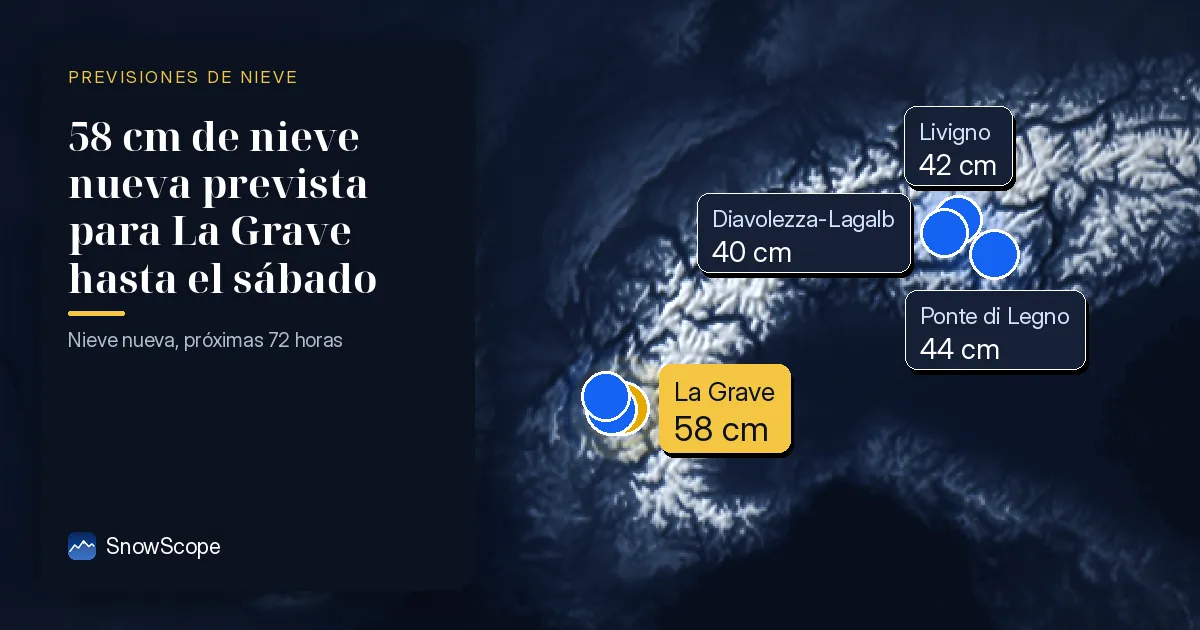 PREVISIONES DE NIEVE
58 cm de nieve
nueva prevista
para La Grave
hasta el sábado
Nieve nueva, próximas 72 horas
SnowScope
Livigno
42 cm
Diavolezza-Lagalb
40 cm
Ponte di Legno
44 cm
La Grave
58 cm